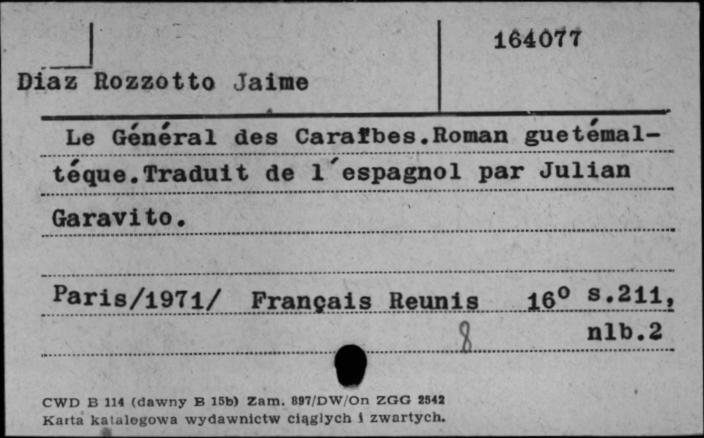 164077
Diaz Rozzotto Jaime
Le Général des Caraïbes.Roman guetémal-
téque.Traduit de l'espagnol par Julian
Garavito.
Paris/1971/ Français Reunis 16º s.211,
8 nlb.2
CWD B 114 (dawny B 15b) Zam. 897/DW/On ZGG 2542
Karta katalogowa wydawnictw ciągłych i zwartych.